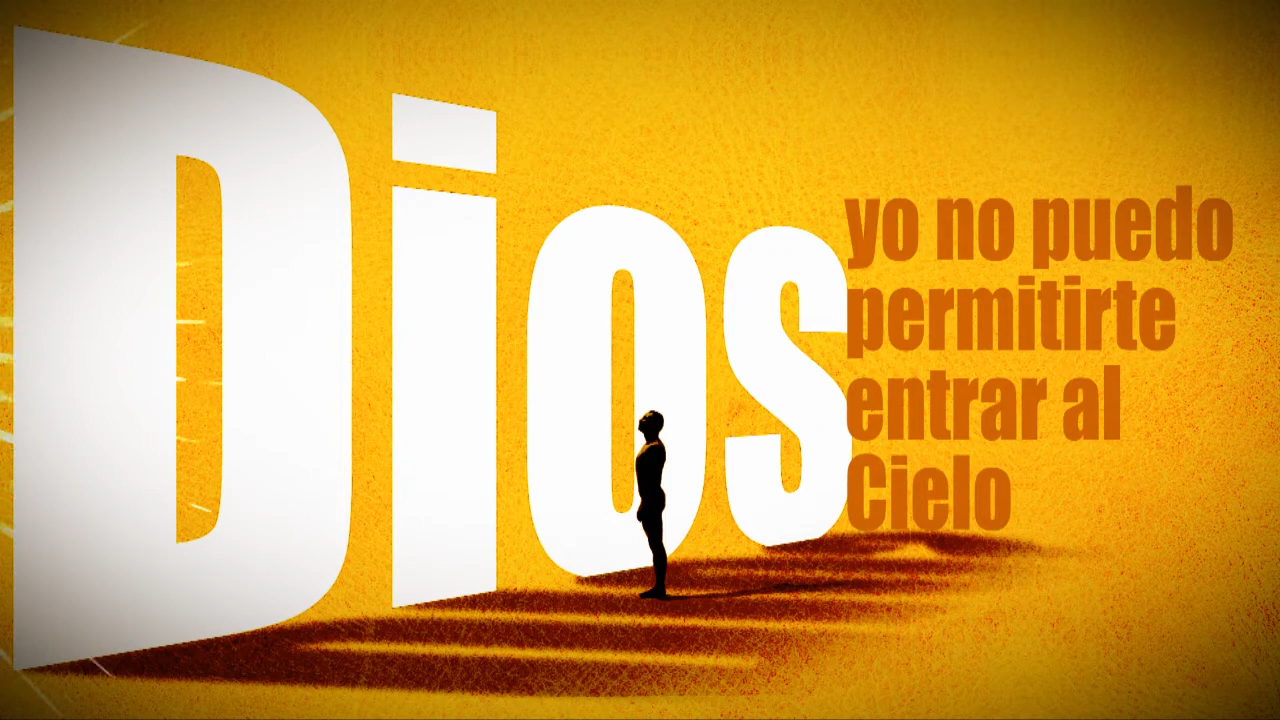 Dios
yo no puedo
permitirte
entrar al
Cielo